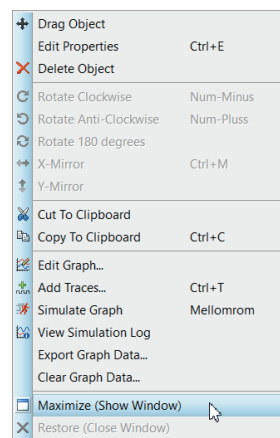 Drag Object
Edit Properties Ctrl+E
Delete Object
Rotate Clockwise Num-Minus
Rotate Anti-Clockwise Num-Pluss
Rotate 180 degrees
X-Mirror Ctrl+M
Y-Mirror
Cut To Clipboard
Copy To Clipboard Ctrl+C
Edit Graph...
Add Traces... Ctrl+T
Simulate Graph Mellomrom
View Simulation Log
Export Graph Data...
Clear Graph Data...
Maximize (Show Window)
Restore (Close Window)